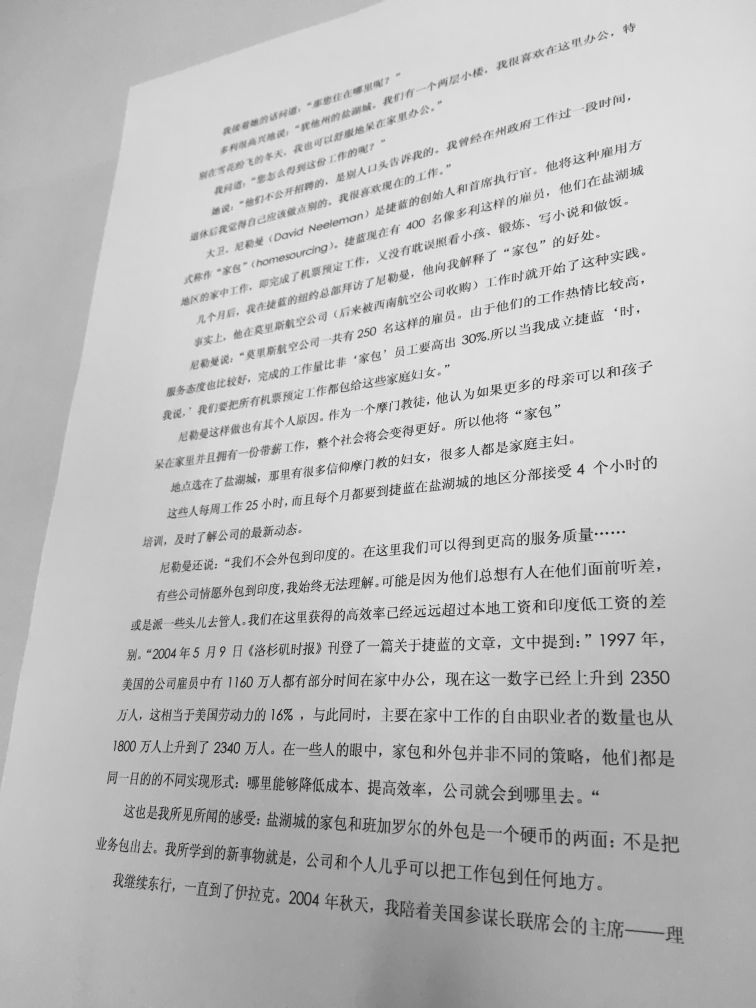 我接着她的话问道：“那您住在哪里呢？”
多利很高兴地说：“犹他州的盐湖城。我们有一个两层小楼，我很喜欢在这里办公，特
别在雪花纷飞的冬天，我也可以舒服地呆在家里办公。”
我问道：“您怎么得到这份工作的呢？”
她说：“他们不公开招聘的，是别人口头告诉我的。我曾经在州政府工作过一段时间，
退休后我觉得自己应该做点别的。我很喜欢现在的工作。”
大卫．尼勒曼（David Neeleman）是捷蓝的创始人和首席执行官。他将这种雇用方
式称作“家包”（homesourcing）。捷蓝现在有 400 名像多利这样的雇员，他们在盐湖城
地区的家中工作，即完成了机票预定工作，又没有耽误照看小孩、锻炼、写小说和做饭。
几个月后，我在捷蓝的纽约总部拜访了尼勒曼，他向我解释了“家包”的好处。
事实上，他在莫里斯航空公司（后来被西南航空公司收购）工作时就开始了这种实践。
尼勒曼说：“莫里斯航空公司一共有 250 名这样的雇员。由于他们的工作热情比较高，
服务态度也比较好，完成的工作量比非‘家包’员工要高出 30%.所以当我成立捷蓝‘时，
我说，’我们要把所有机票预定工作都包给这些家庭妇女。”
尼勒曼这样做也有其个人原因。作为一个摩门教徒，他认为如果更多的母亲可以和孩子
呆在家里并且拥有一份带薪工作，整个社会将会变得更好。所以他将“家包”
地点选在了盐湖城，那里有很多信仰摩门教的妇女，很多人都是家庭主妇。
这些人每周工作 25 小时，而且每个月都要到捷蓝在盐湖城的地区分部接受 4 个小时的
培训，及时了解公司的最新动态。
尼勒曼还说：“我们不会外包到印度的。在这里我们可以得到更高的服务质量……
有些公司情愿外包到印度，我始终无法理解。可能是因为他们总想有人在他们面前听差，
或是派一些头儿去管人。我们在这里获得的高效率已经远远超过本地工资和印度低工资的差
别。“2004 年 5 月 9 日《洛杉矶时报》刊登了一篇关于捷蓝的文章，文中提到：”1997 年，
美国的公司雇员中有 1160 万人都有部分时间在家中办公，现在这一数字已经上升到 2350
万人，这相当于美国劳动力的 16% ，与此同时，主要在家中工作的自由职业者的数量也从
1800 万人上升到了 2340 万人。在一些人的眼中，家包和外包并非不同的策略，他们都是
同一目的的不同实现形式：哪里能够降低成本、提高效率，公司就会到哪里去。“
这也是我所见所闻的感受：盐湖城的家包和班加罗尔的外包是一个硬币的两面：不是把
业务包出去。我所学到的新事物就是，公司和个人几乎可以把工作包到任何地方。
我继续东行，一直到了伊拉克。2004 年秋天，我陪着美国参谋长联席会的主席——理